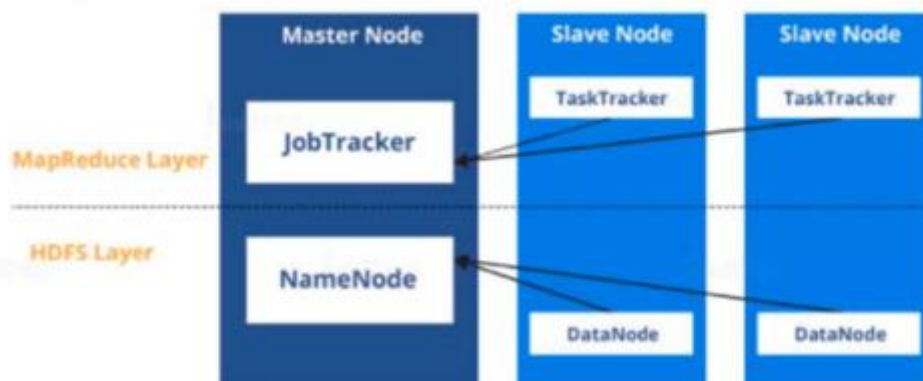 Master Node
Slave Node
Slave Node
TaskTracker
TaskTracker
JobTracker
MapReduce Layer
HDFS Layer
NameNode
DataNode
DataNode